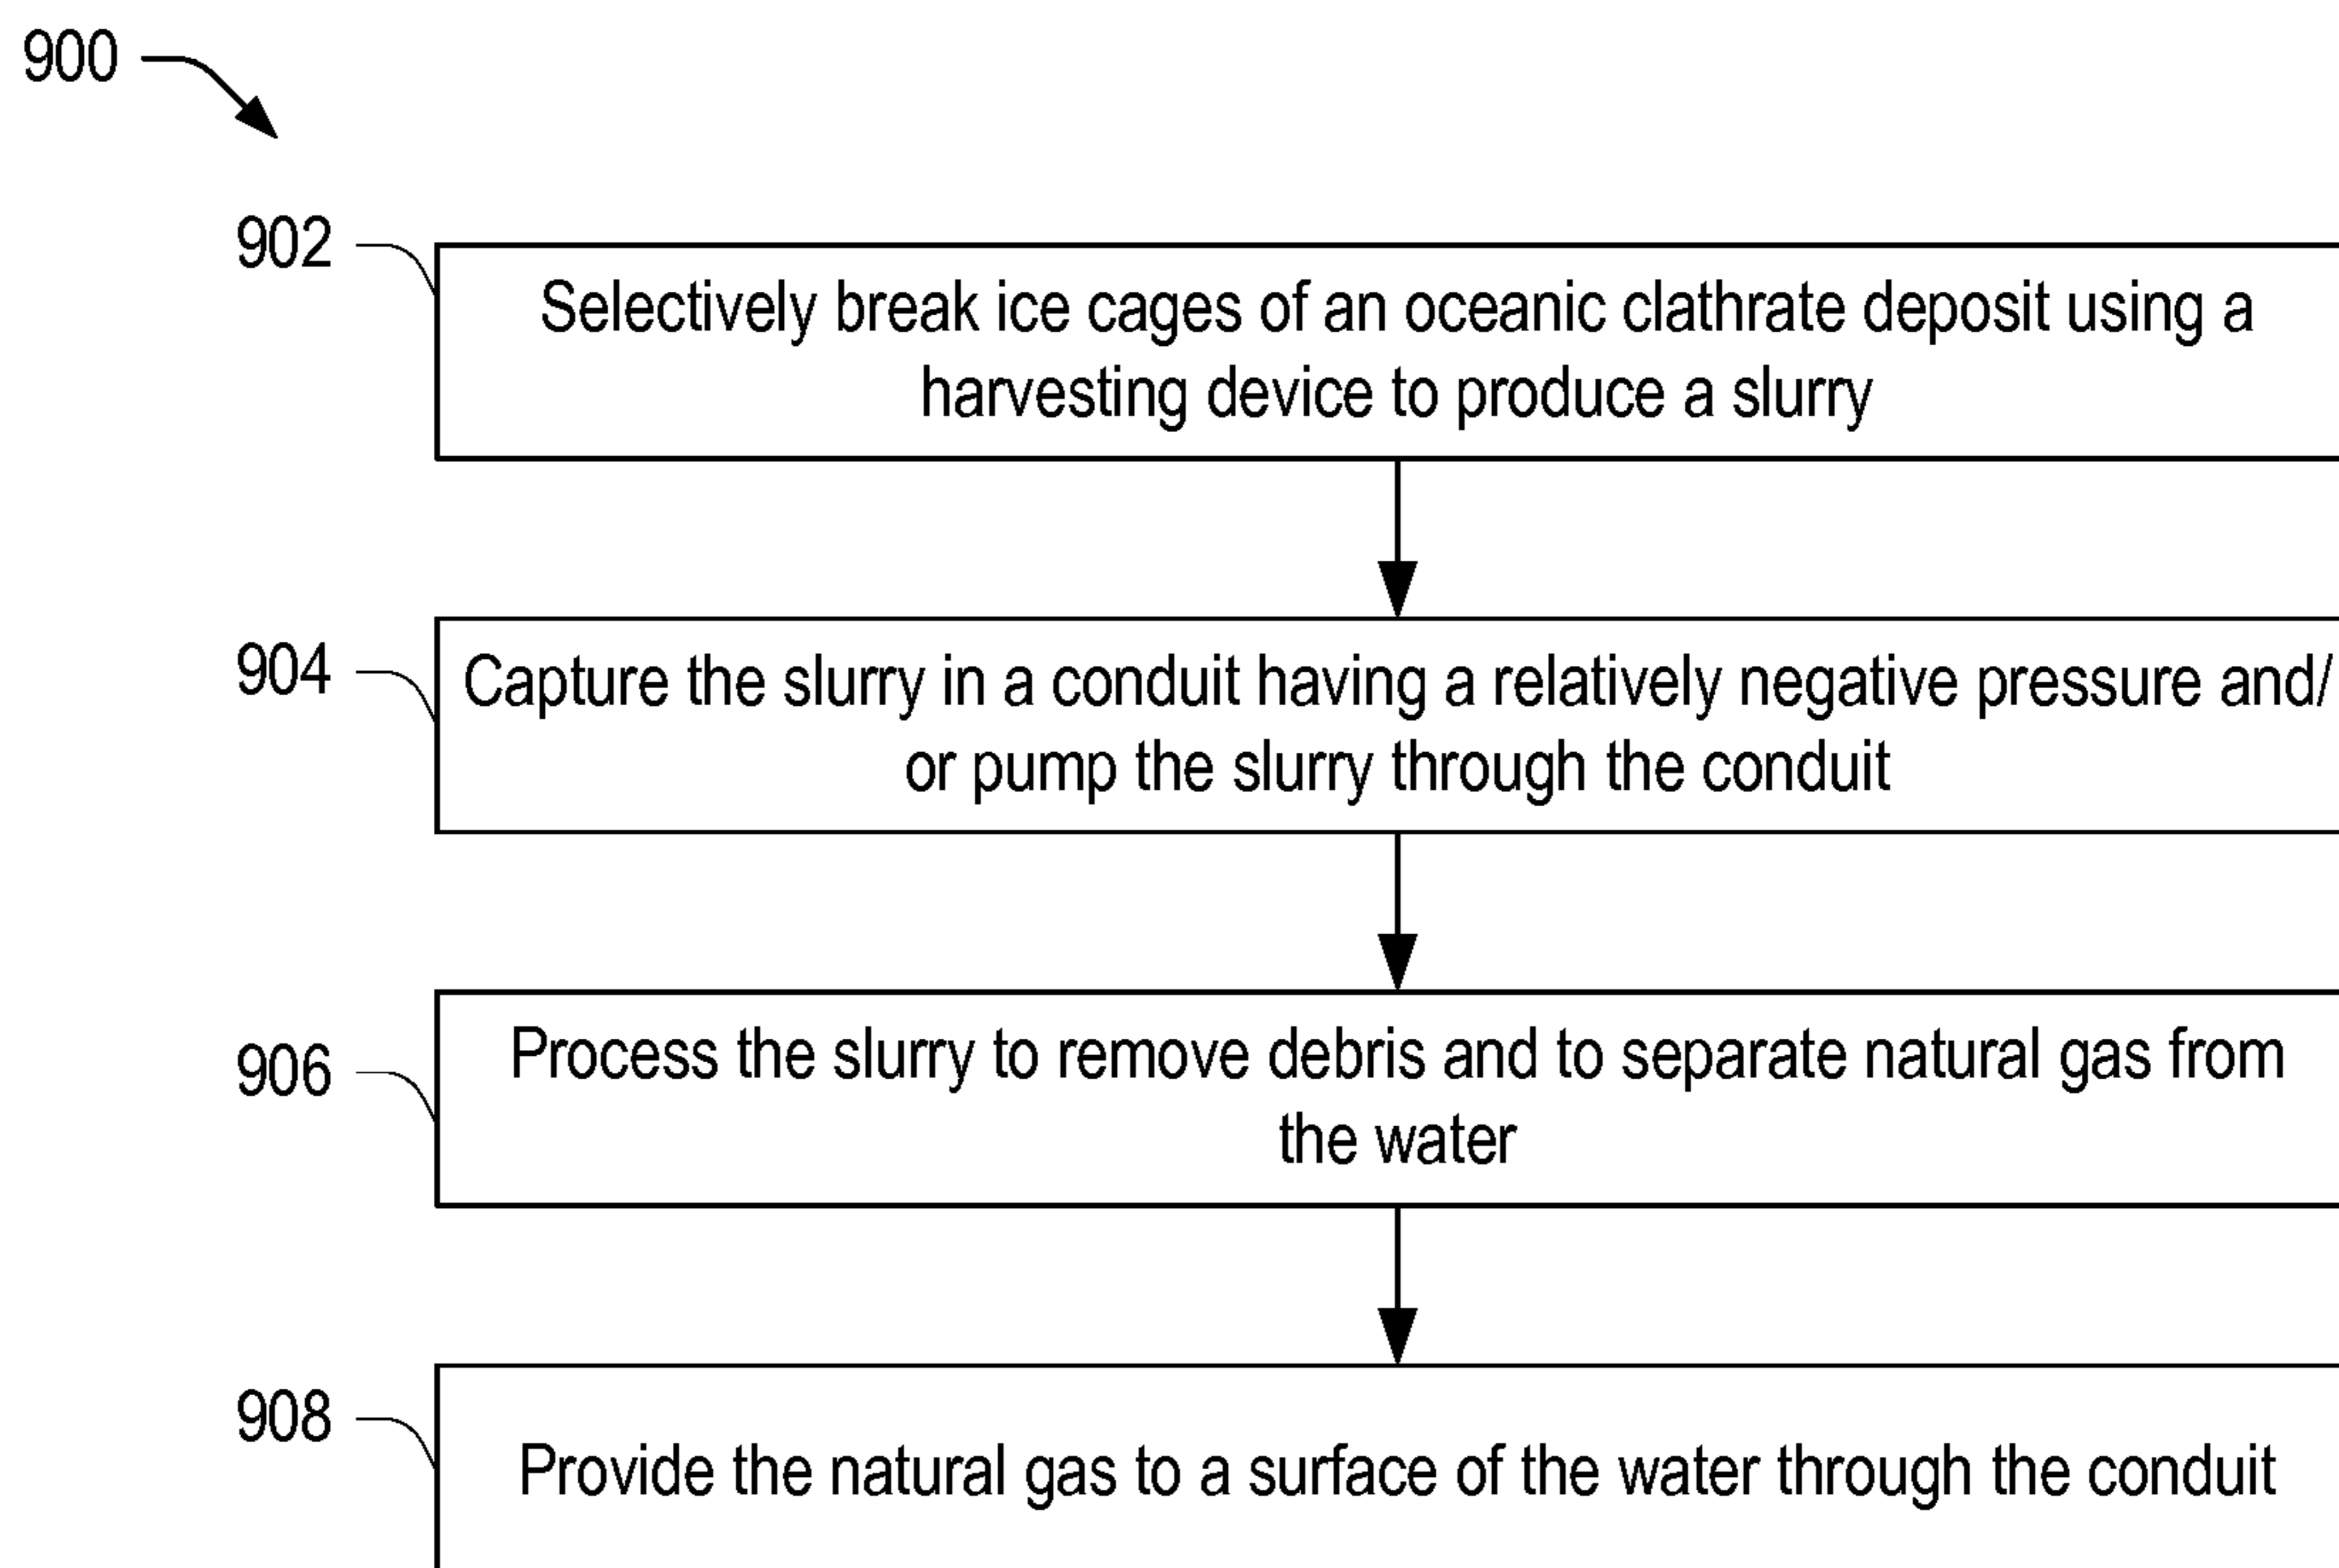 900
902
Selectively break ice cages of an oceanic clathrate deposit using a
harvesting device to produce a slurry
904
Capture the slurry in a conduit having a relatively negative pressure and/
or pump the slurry through the conduit
906
Process the slurry to remove debris and to separate natural gas from
the water
908
Provide the natural gas to a surface of the water through the conduit